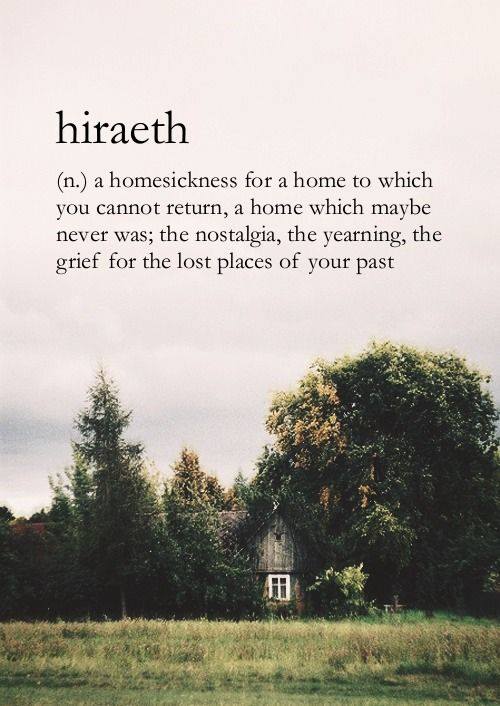 hiraeth
(n.) a homesickness for a home to which
you cannot return, a home which maybe
never was; the nostalgia, the yearning, the
grief for the lost places of your past